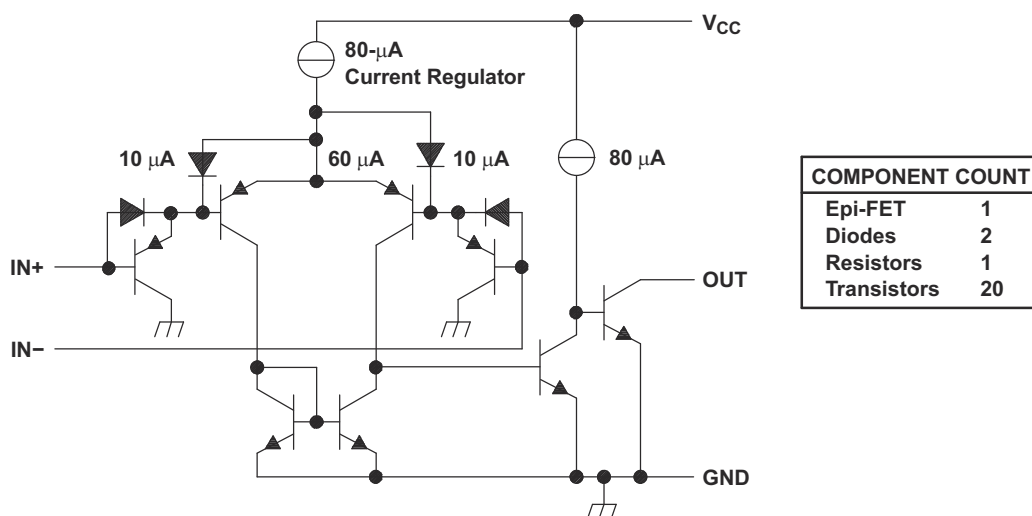 V_CC
80-μA
Current Regulator
10 μA
60 μA
10 μA
80 μA
IN+
OUT
IN−
GND
COMPONENT COUNT
Epi-FET 1
Diodes 2
Resistors 1
Transistors 20